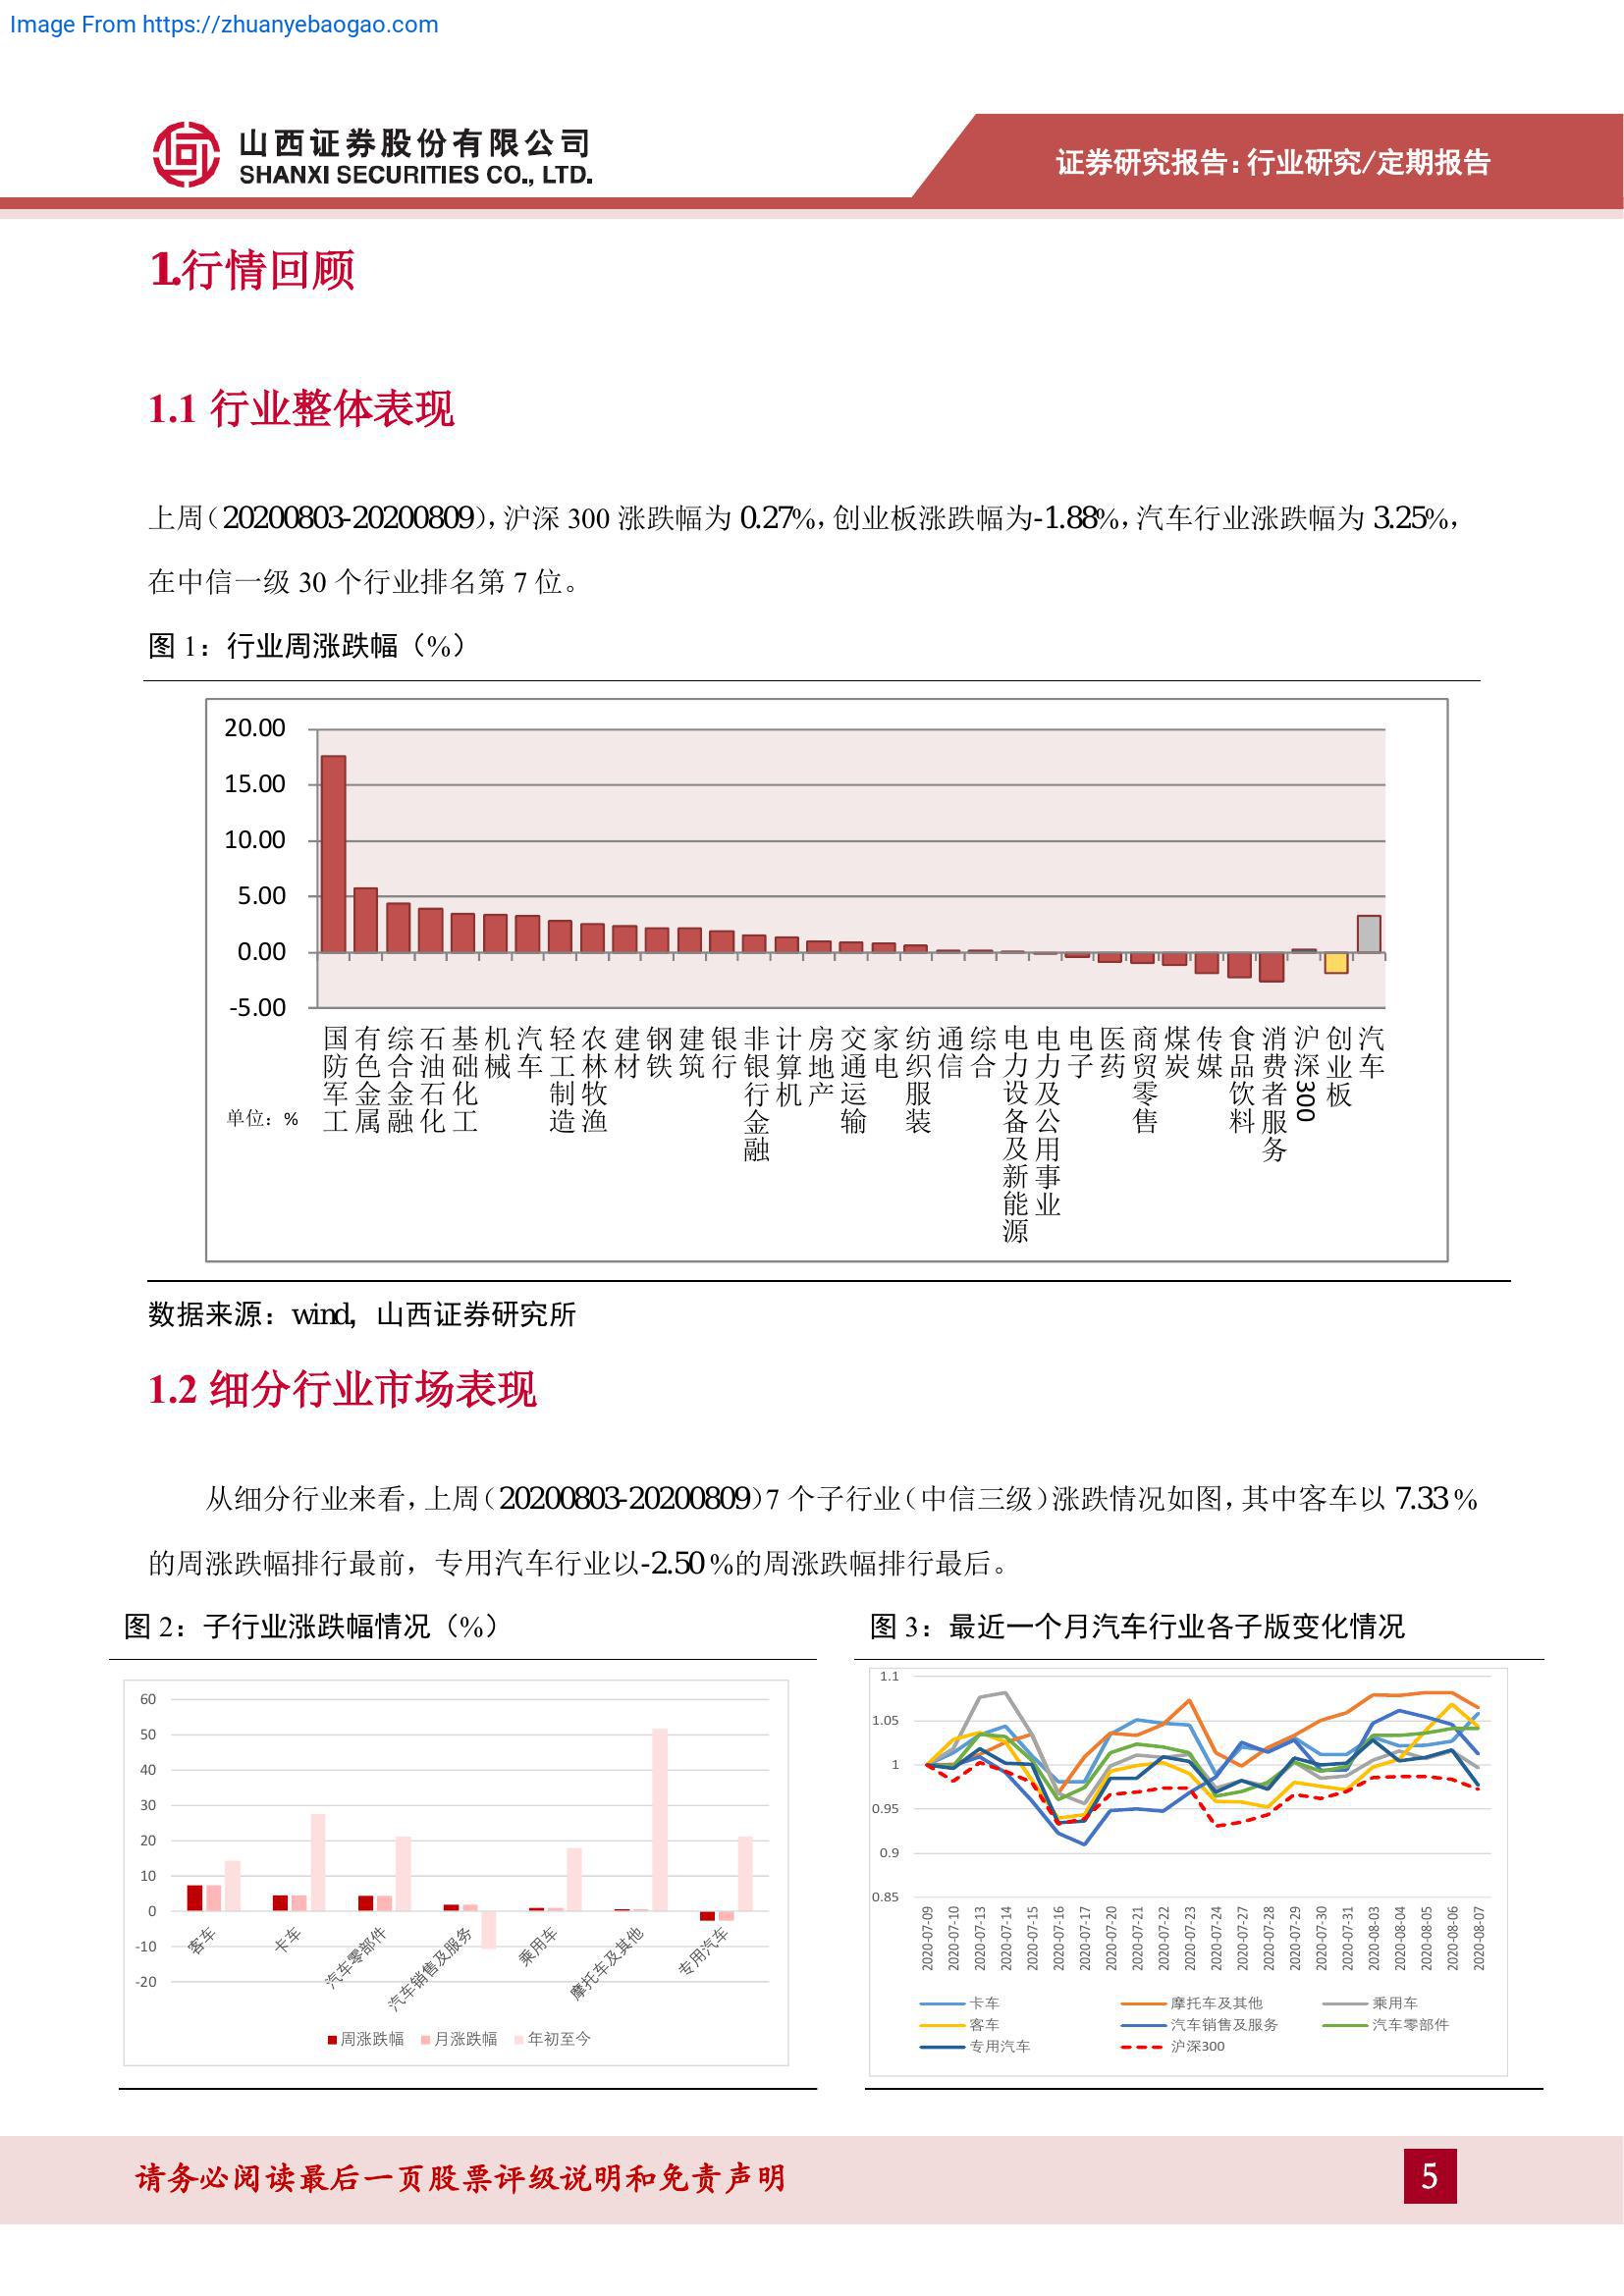 Image From https://zhuanyebaogao.com
山西证券股份有限公司
SHANXI SECURITIES CO., LTD.
证券研究报告：行业研究/定期报告
1.行情回顾
1.1 行业整体表现
上周（20200803-20200809），沪深 300 涨跌幅为 0.27%，创业板涨跌幅为-1.88%，汽车行业涨跌幅为 3.25%，
在中信一级 30 个行业排名第 7 位。
图 1：行业周涨跌幅（%）
20.00
15.00
10.00
5.00
0.00
-5.00
单位：%
国防军工
有色金属
综合金融
石油石化
基础化工
机械
汽车
轻工制造
农林牧渔
建材
钢铁
建筑
银行
非银行金融
计算机
房地产
交通运输
家电
纺织服装
通信
综合
电力设备及新能源
电力及公用事业
电子
医药
商贸零售
煤炭
传媒
食品饮料
消费者服务
沪深300
创业板
汽车
数据来源：wind，山西证券研究所
1.2 细分行业市场表现
从细分行业来看，上周（20200803-20200809）7 个子行业（中信三级）涨跌情况如图，其中客车以 7.33 %
的周涨跌幅排行最前，专用汽车行业以-2.50 %的周涨跌幅排行最后。
图 2：子行业涨跌幅情况（%）
60
50
40
30
20
10
0
-10
-20
客车
卡车
汽车零部件
汽车销售及服务
乘用车
摩托车及其他
专用汽车
周涨跌幅 月涨跌幅 年初至今
图 3：最近一个月汽车行业各子版变化情况
1.1
1.05
1
0.95
0.9
0.85
2020-07-09
2020-07-10
2020-07-13
2020-07-14
2020-07-15
2020-07-16
2020-07-17
2020-07-20
2020-07-21
2020-07-22
2020-07-23
2020-07-24
2020-07-27
2020-07-28
2020-07-29
2020-07-30
2020-07-31
2020-08-03
2020-08-04
2020-08-05
2020-08-06
2020-08-07
卡车 摩托车及其他 乘用车
客车 汽车销售及服务 汽车零部件
专用汽车 沪深300
请务必阅读最后一页股票评级说明和免责声明
5